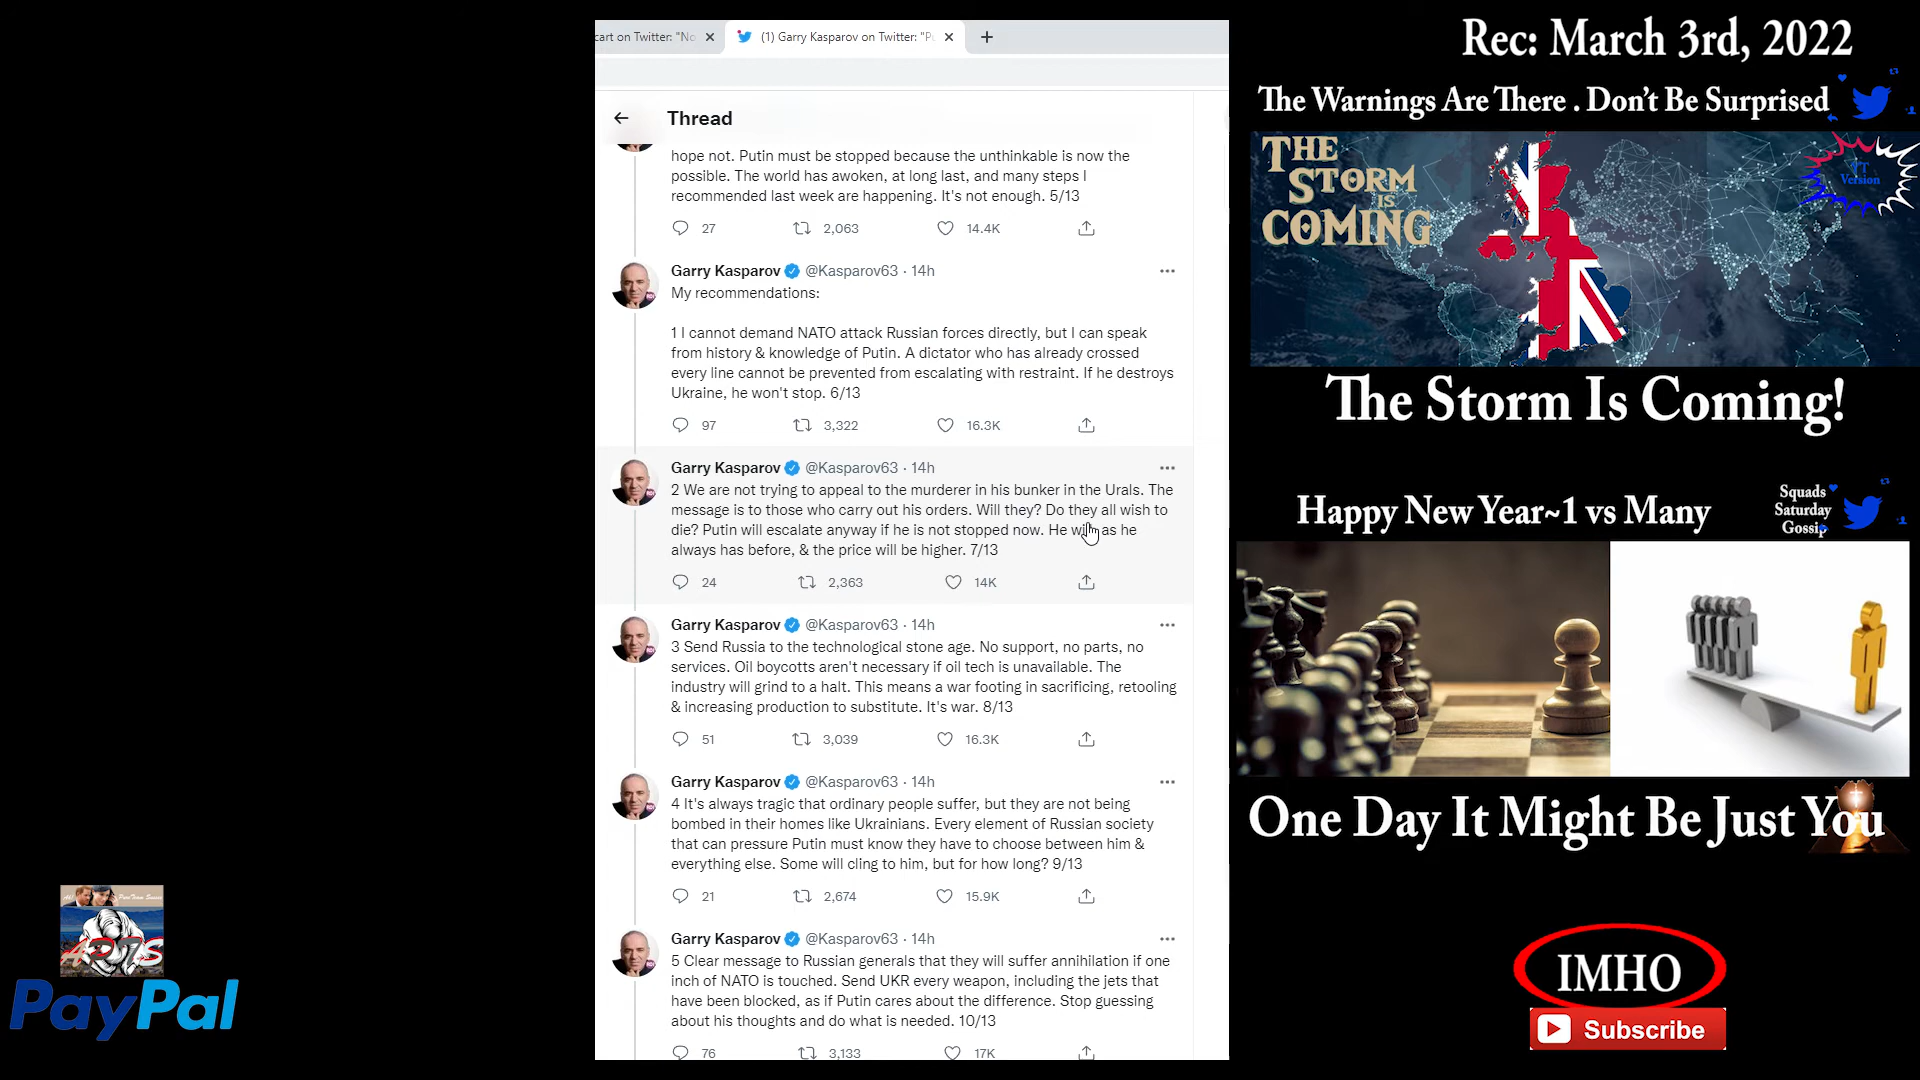 cart on Twitter: "No
(1) Garry Kasparov on Twitter: "Pu
Thread
hope not. Putin must be stopped because the unthinkable is now the
possible. The world has awoken, at long last, and many steps I
recommended last week are happening. It's not enough. 5/13
27 2,063 14.4K
Garry Kasparov @Kasparov63 · 14h
My recommendations:
1 I cannot demand NATO attack Russian forces directly, but I can speak
from history & knowledge of Putin. A dictator who has already crossed
every line cannot be prevented from escalating with restraint. If he destroys
Ukraine, he won't stop. 6/13
97 3,322 16.3K
Garry Kasparov @Kasparov63 · 14h
2 We are not trying to appeal to the murderer in his bunker in the Urals. The
message is to those who carry out his orders. Will they? Do they all wish to
die? Putin will escalate anyway if he is not stopped now. He will as he
always has before, & the price will be higher. 7/13
24 2,363 14K
Garry Kasparov @Kasparov63 · 14h
3 Send Russia to the technological stone age. No support, no parts, no
services. Oil boycotts aren't necessary if oil tech is unavailable. The
industry will grind to a halt. This means a war footing in sacrificing, retooling
& increasing production to substitute. It's war. 8/13
51 3,039 16.3K
Garry Kasparov @Kasparov63 · 14h
4 It's always tragic that ordinary people suffer, but they are not being
bombed in their homes like Ukrainians. Every element of Russian society
that can pressure Putin must know they have to choose between him &
everything else. Some will cling to him, but for how long? 9/13
21 2,674 15.9K
Garry Kasparov @Kasparov63 · 14h
5 Clear message to Russian generals that they will suffer annihilation if one
inch of NATO is touched. Send UKR every weapon, including the jets that
have been blocked, as if Putin cares about the difference. Stop guessing
about his thoughts and do what is needed. 10/13
76 3,133 17K
Rec: March 3rd, 2022
The Warnings Are There . Don't Be Surprised
THE
STORM
IS
COMING
YT
Version
The Storm Is Coming!
Happy New Year~1 vs Many
Squads
Saturday
Gossip
One Day It Might Be Just You
IMHO
Subscribe
PayPal